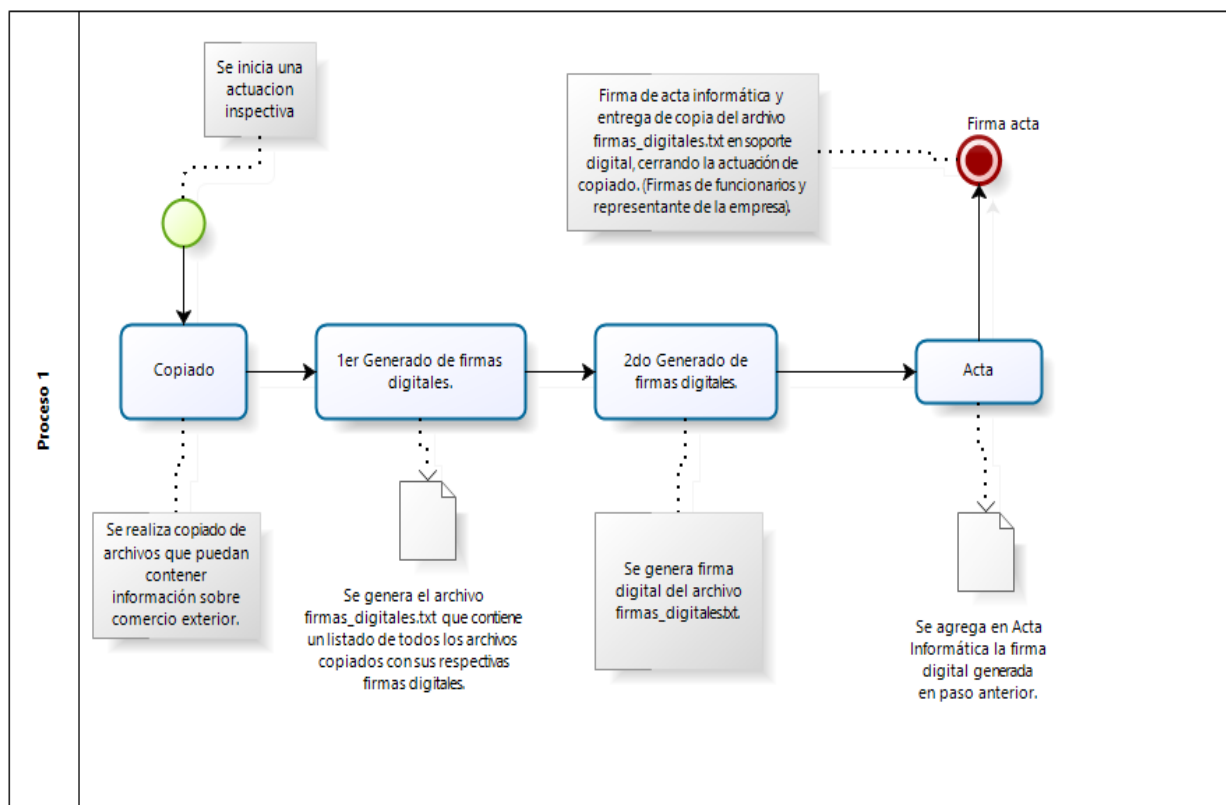 Proceso 1
Se inicia una
actuacion
inspectiva
Firma de acta informática y
entrega de copia del archivo
firmas_digitales.txt en soporte
digital, cerrando la actuación de
copiado. (Firmas de funcionarios y
representante de la empresa).
Firma acta
Copiado
1er Generado de firmas
digitales.
2do Generado de
firmas digitales.
Acta
Se realiza copiado de
archivos que puedan
contener
información sobre
comercio exterior.
Se genera el archivo
firmas_digitales.txt que contiene
un listado de todos los archivos
copiados con sus respectivas
firmas digitales.
Se genera firma
digital del archivo
firmas_digitales.txt.
Se agrega en Acta
Informática la firma
digital generada
en paso anterior.